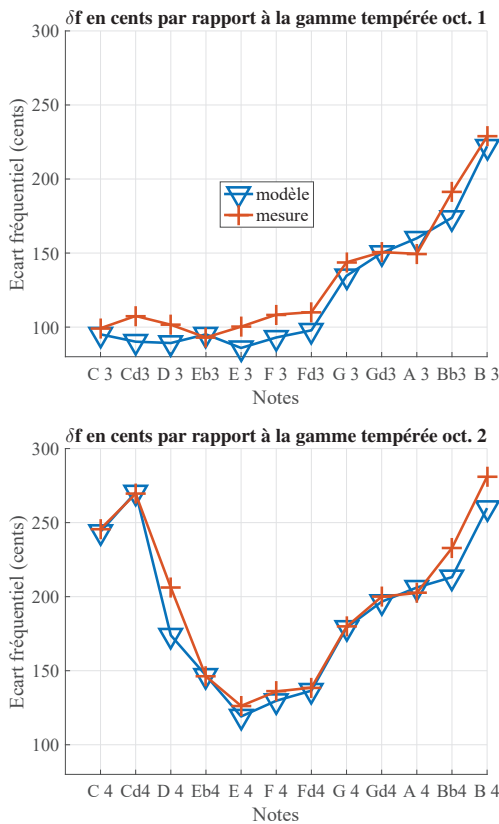 δf en cents par rapport à la gamme tempérée oct. 1
300
250
200
150
100
Ecart fréquentiel (cents)
modèle
mesure
C 3 Cd3 D 3 Eb3 E 3 F 3 Fd3 G 3 Gd3 A 3 Bb3 B 3
Notes
δf en cents par rapport à la gamme tempérée oct. 2
300
250
200
150
100
Ecart fréquentiel (cents)
C 4 Cd4 D 4 Eb4 E 4 F 4 Fd4 G 4 Gd4 A 4 Bb4 B 4
Notes